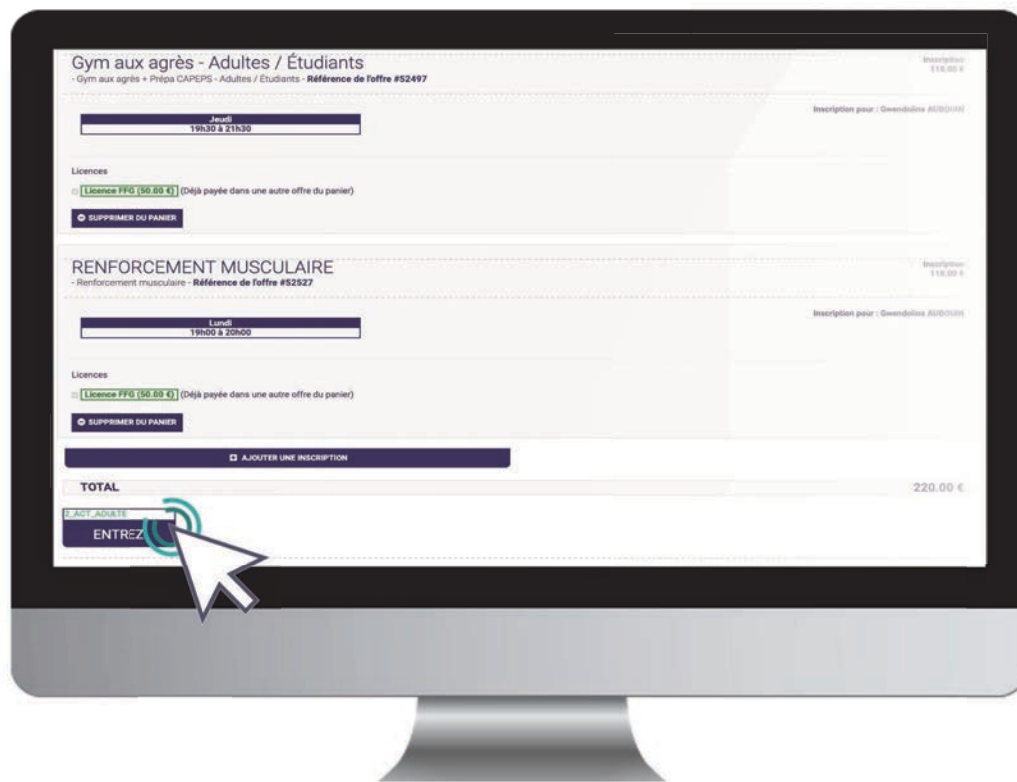 Gym aux agrès - Adultes / Étudiants
Inscription
118.00 €
- Gym aux agrès + Prépa CAPEPS - Adultes / Étudiants - Référence de l'offre #52497
Inscription pour : Gwendoline AUBOUIN
Jeudi
19h30 à 21h30
Licences
Licence FFG (50.00 €) (Déjà payée dans une autre offre du panier)
SUPPRIMER DU PANIER
RENFORCEMENT MUSCULAIRE
Inscription
118.00 €
- Renforcement musculaire - Référence de l'offre #52527
Inscription pour : Gwendoline AUBOUIN
Lundi
19h00 à 20h00
Licences
Licence FFG (50.00 €) (Déjà payée dans une autre offre du panier)
SUPPRIMER DU PANIER
AJOUTER UNE INSCRIPTION
TOTAL 220.00 €
2_ACT_ADULTE
ENTREZ